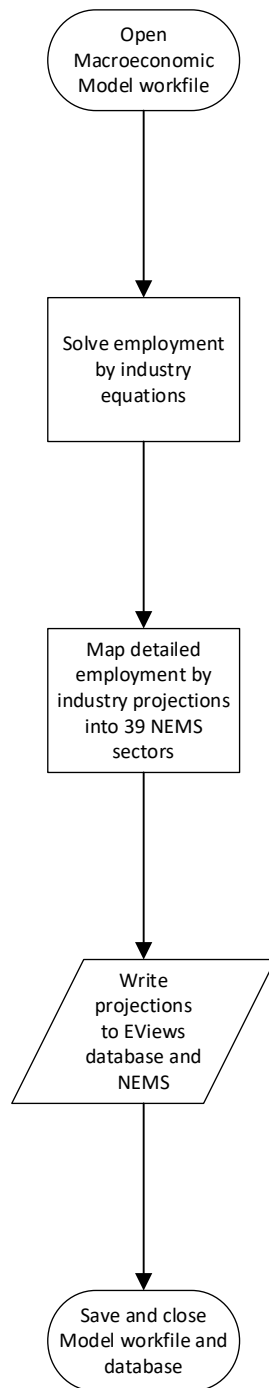 Open
Macroeconomic
Model workfile
Solve employment
by industry
equations
Map detailed
employment by
industry projections
into 39 NEMS
sectors
Write
projections
to EViews
database and
NEMS
Save and close
Model workfile and
database